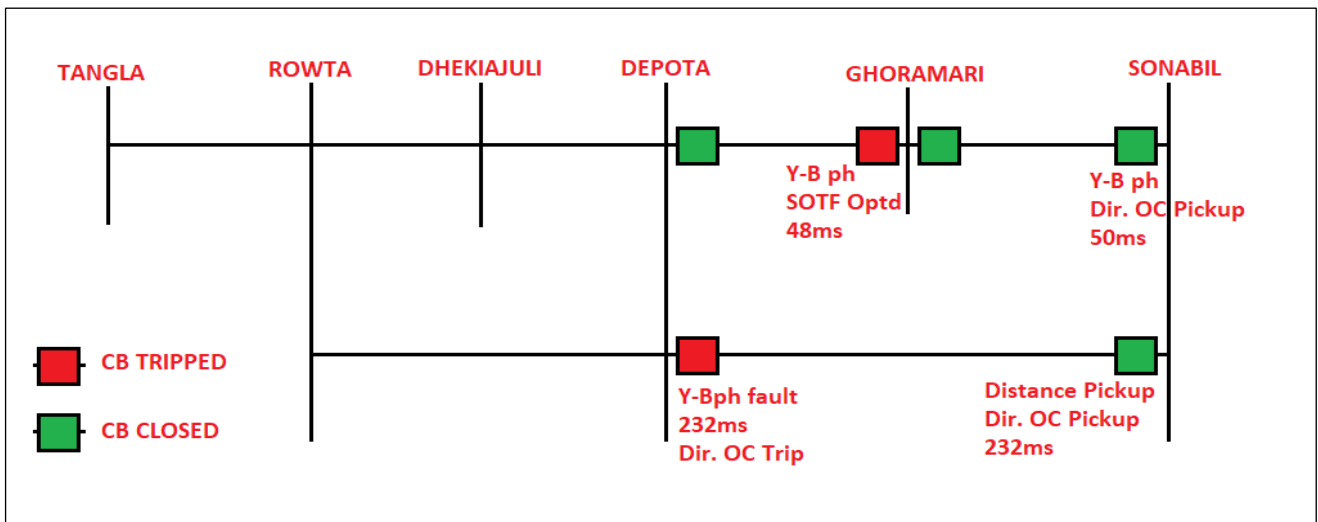 TANGLA
ROWTA
DHEKIAJULI
DEPOTA
GHORAMARI
SONABIL
Y-B ph
SOTF Optd
48ms
Y-B ph
Dir. OC Pickup
50ms
CB TRIPPED
CB CLOSED
Y-Bph fault
232ms
Dir. OC Trip
Distance Pickup
Dir. OC Pickup
232ms